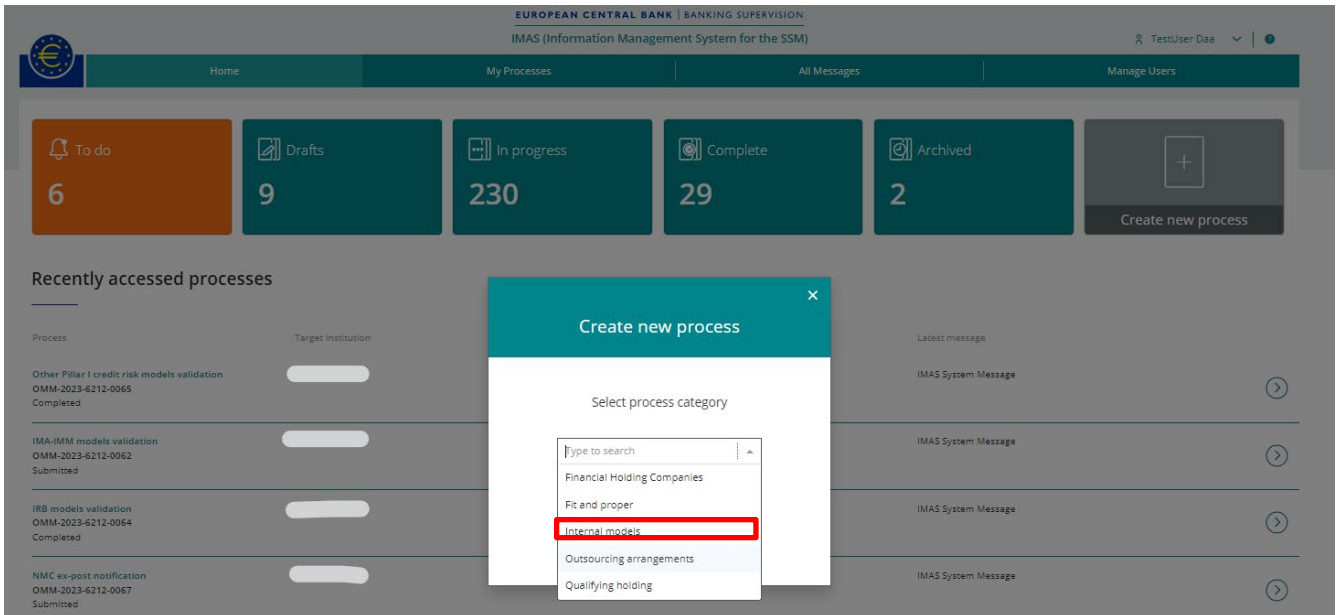 EUROPEAN CENTRAL BANK | BANKING SUPERVISION
IMAS (Information Management System for the SSM)
TestUser Daa
Home
My Processes
All Messages
Manage Users
To do
6
Drafts
9
In progress
230
Complete
29
Archived
2
Create new process
Recently accessed processes
Create new process
Process
Target institution
Latest message
Other Pillar I credit risk models validation
OMM-2023-6212-0065
Completed
IMAS System Message
Select process category
IMA-IMM models validation
OMM-2023-6212-0062
Submitted
IMAS System Message
Type to search
Financial Holding Companies
Fit and proper
Internal models
Outsourcing arrangements
Qualifying holding
IRB models validation
OMM-2023-6212-0064
Completed
IMAS System Message
NMC ex-post notification
OMM-2023-6212-0067
Submitted
IMAS System Message